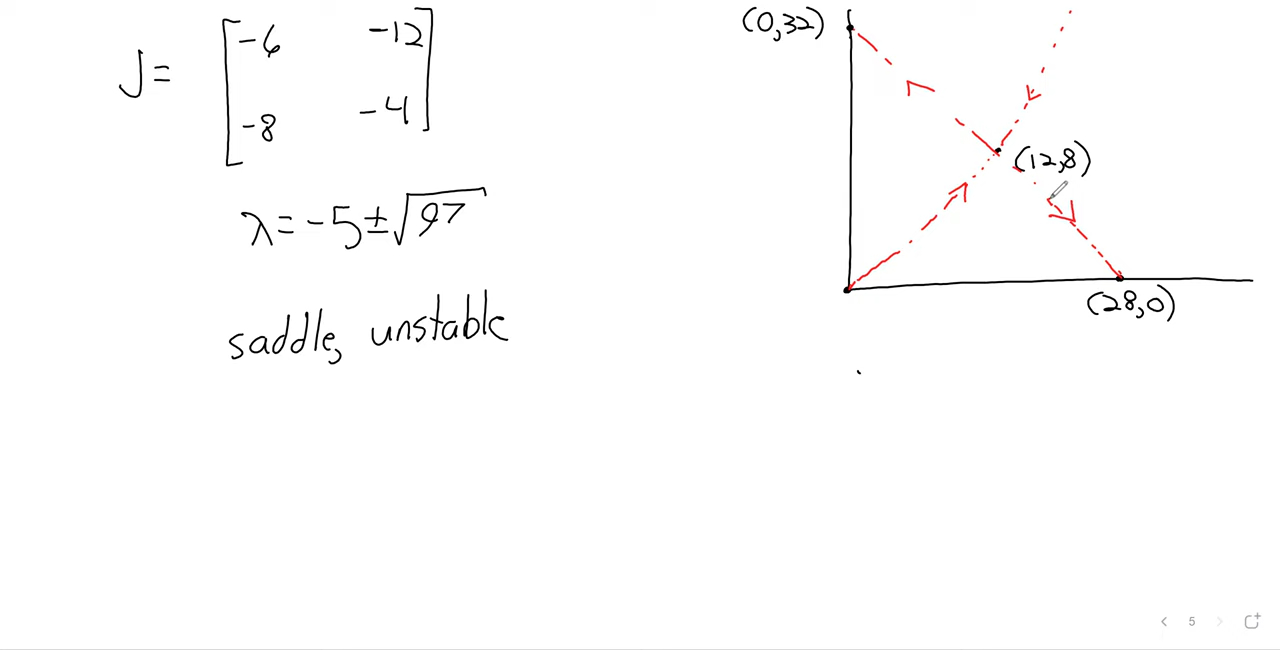 J = [ -6 -12
-8 -4 ]
λ = -5 ± √97
saddle, unstable
(0,32)
(12,8)
(28,0)
< 5 >